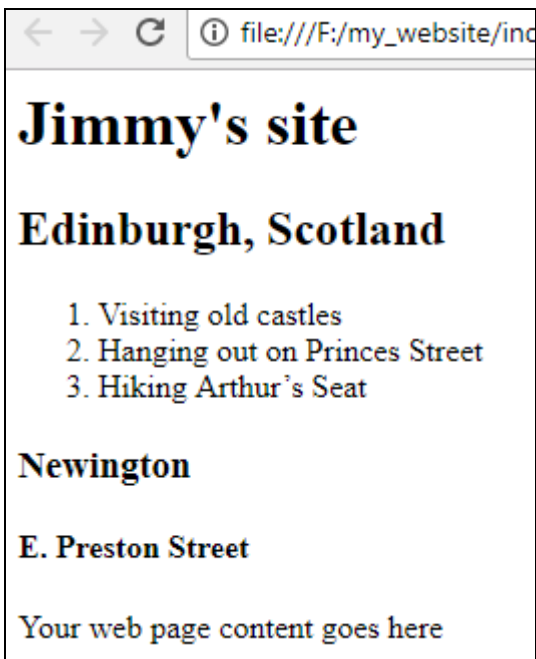 file:///F:/my_website/inc
Jimmy's site
Edinburgh, Scotland
1. Visiting old castles
2. Hanging out on Princes Street
3. Hiking Arthur’s Seat
Newington
E. Preston Street
Your web page content goes here